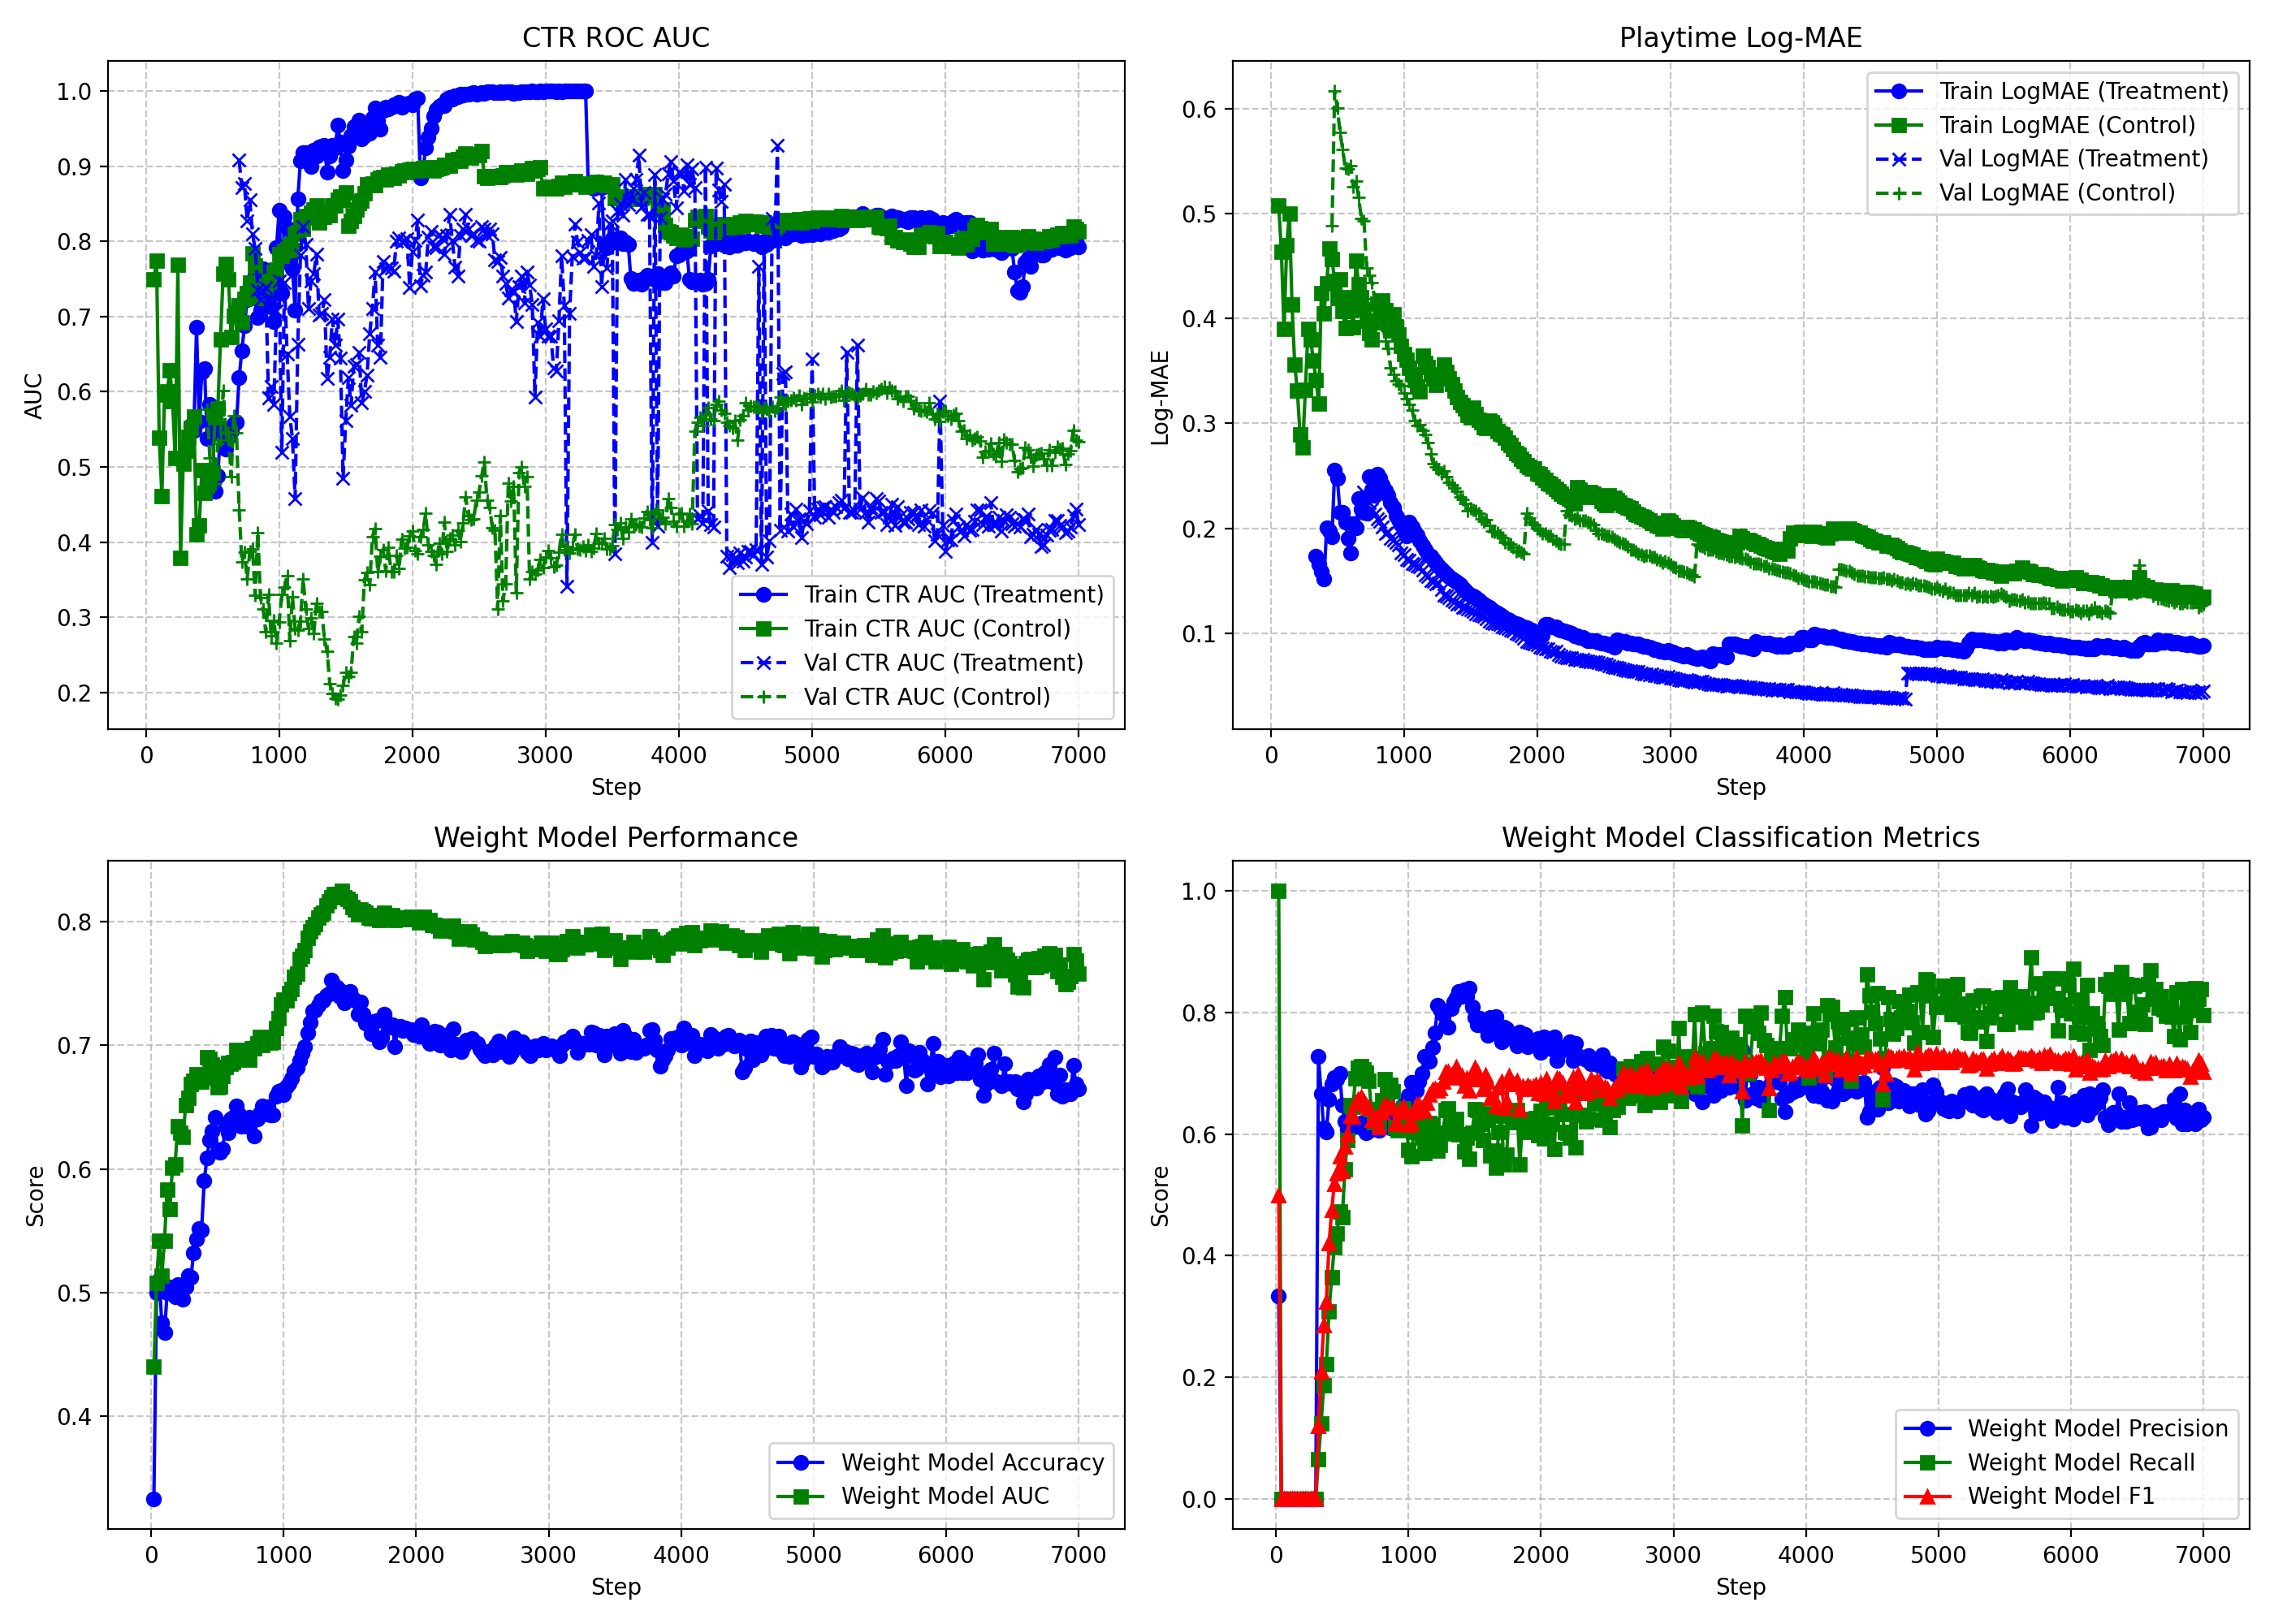 CTR ROC AUC
AUC
1.0
0.9
0.8
0.7
0.6
0.5
0.4
0.3
0.2
Train CTR AUC (Treatment)
Train CTR AUC (Control)
Val CTR AUC (Treatment)
Val CTR AUC (Control)
0 1000 2000 3000 4000 5000 6000 7000
Step
Playtime Log-MAE
Log-MAE
0.6
0.5
0.4
0.3
0.2
0.1
Train LogMAE (Treatment)
Train LogMAE (Control)
Val LogMAE (Treatment)
Val LogMAE (Control)
0 1000 2000 3000 4000 5000 6000 7000
Step
Weight Model Performance
Score
0.8
0.7
0.6
0.5
0.4
Weight Model Accuracy
Weight Model AUC
0 1000 2000 3000 4000 5000 6000 7000
Step
Weight Model Classification Metrics
Score
1.0
0.8
0.6
0.4
0.2
0.0
Weight Model Precision
Weight Model Recall
Weight Model F1
0 1000 2000 3000 4000 5000 6000 7000
Step